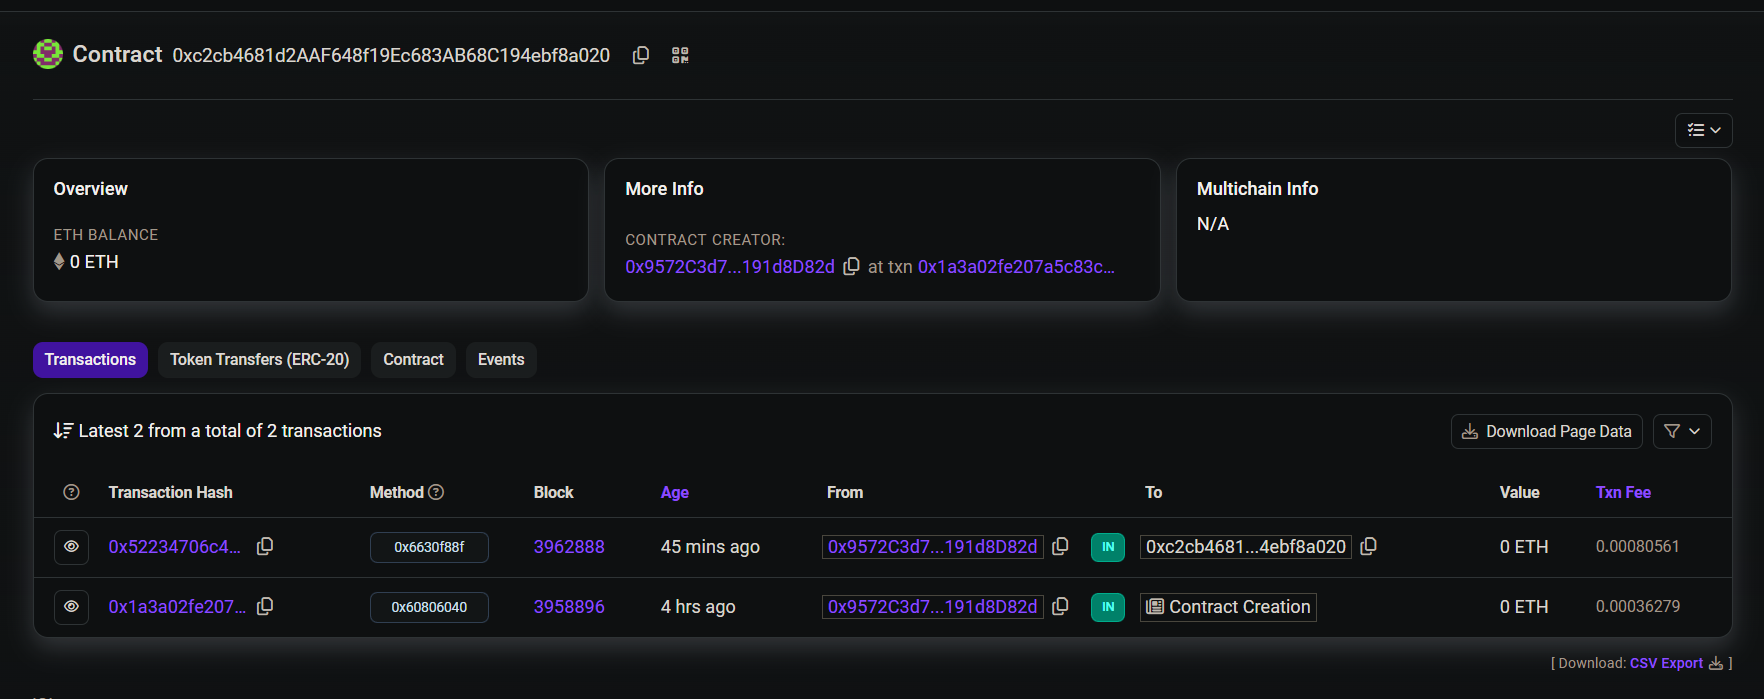 Contract 0xc2cb4681d2AAF648f19Ec683AB68C194ebf8a020
Overview
ETH BALANCE
0 ETH
More Info
CONTRACT CREATOR:
0x9572C3d7...191d8D82d at txn 0x1a3a02fe207a5c83c...
Multichain Info
N/A
Transactions Token Transfers (ERC-20) Contract Events
Latest 2 from a total of 2 transactions
Download Page Data
Transaction Hash Method Block Age From To Value Txn Fee
0x52234706c4... 0x6630f88f 3962888 45 mins ago 0x9572C3d7...191d8D82d IN 0xc2cb4681...4ebf8a020 0 ETH 0.00080561
0x1a3a02fe207... 0x60806040 3958896 4 hrs ago 0x9572C3d7...191d8D82d IN Contract Creation 0 ETH 0.00036279
[ Download: CSV Export ]